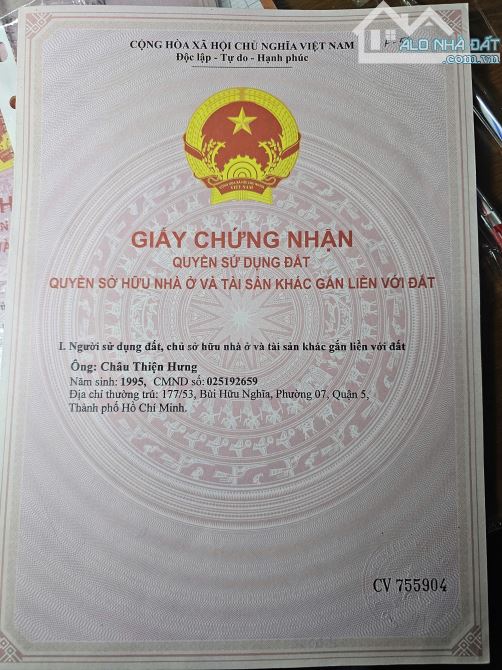 CỘNG HÒA XÃ HỘI CHỦ NGHĨA VIỆT NAM
Độc lập - Tự do - Hạnh phúc
ALO NHÀ ĐẤT
.com.vn
VIỆT NAM
GIẤY CHỨNG NHẬN
QUYỀN SỬ DỤNG ĐẤT
QUYỀN SỞ HỮU NHÀ Ở VÀ TÀI SẢN KHÁC GẮN LIỀN VỚI ĐẤT
I. Người sử dụng đất, chủ sở hữu nhà ở và tài sản khác gắn liền với đất
Ông: Châu Thiện Hưng
Năm sinh: 1995, CMND số: 025192659
Địa chỉ thường trú: 177/53, Bùi Hữu Nghĩa, Phường 07, Quận 5,
Thành phố Hồ Chí Minh.
CV 755904